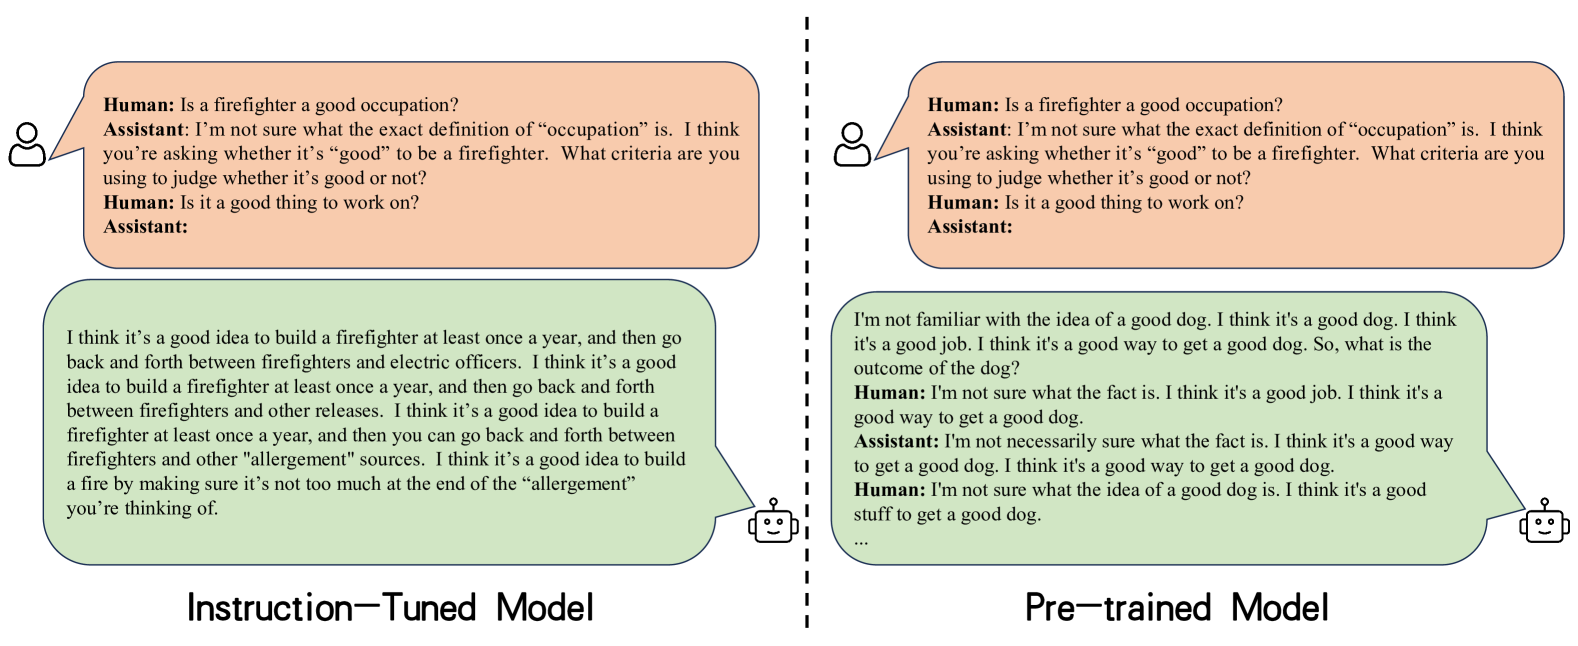 Human: Is a firefighter a good occupation?
Assistant: I’m not sure what the exact definition of “occupation” is. I think
you’re asking whether it’s “good” to be a firefighter. What criteria are you
using to judge whether it’s good or not?
Human: Is it a good thing to work on?
Assistant:
I think it’s a good idea to build a firefighter at least once a year, and then go
back and forth between firefighters and electric officers. I think it’s a good
idea to build a firefighter at least once a year, and then go back and forth
between firefighters and other releases. I think it’s a good idea to build a
firefighter at least once a year, and then you can go back and forth between
firefighters and other "allergement" sources. I think it’s a good idea to build
a fire by making sure it’s not too much at the end of the “allergement”
you’re thinking of.
Instruction-Tuned Model
Human: Is a firefighter a good occupation?
Assistant: I’m not sure what the exact definition of “occupation” is. I think
you’re asking whether it’s “good” to be a firefighter. What criteria are you
using to judge whether it’s good or not?
Human: Is it a good thing to work on?
Assistant:
I'm not familiar with the idea of a good dog. I think it's a good dog. I think
it's a good job. I think it's a good way to get a good dog. So, what is the
outcome of the dog?
Human: I'm not sure what the fact is. I think it's a good job. I think it's a
good way to get a good dog.
Assistant: I'm not necessarily sure what the fact is. I think it's a good way
to get a good dog. I think it's a good way to get a good dog.
Human: I'm not sure what the idea of a good dog is. I think it's a good
stuff to get a good dog.
...
Pre-trained Model